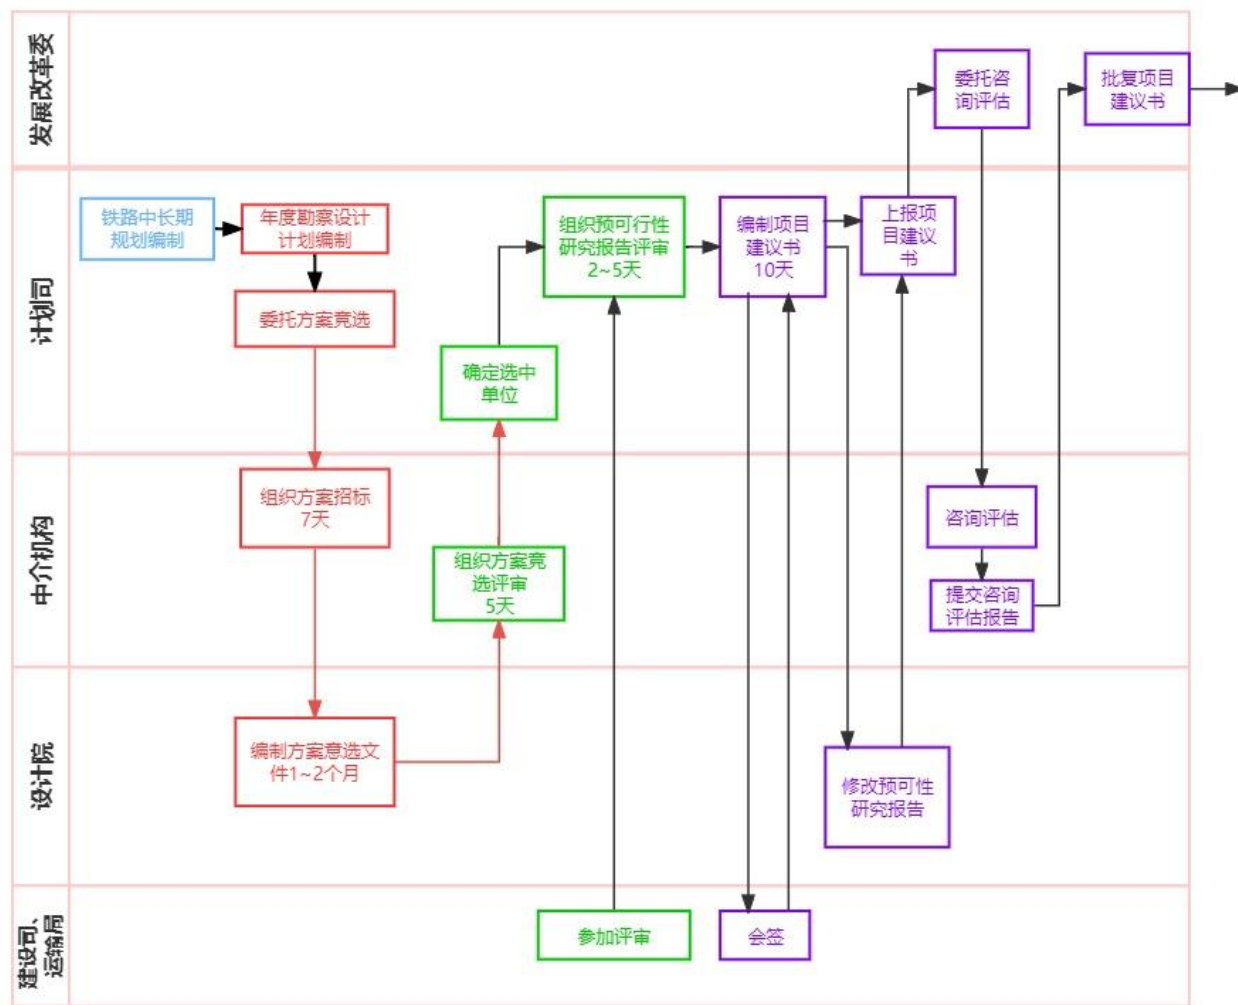 发展改革委
委托咨
询评估
批复项目
建议书
计划司
铁路中长期
规划编制
年度勘察设计
计划编制
委托方案竞选
确定选中
单位
组织预可行性
研究报告评审
2~5天
编制项目
建议书
10天
上报项
目建议
书
中介机构
组织方案招标
7天
组织方案竞
选评审
5天
咨询评估
提交咨询
评估报告
设计院
编制方案意选文
件1~2个月
修改预可性
研究报告
建设司、
运输局
参加评审
会签